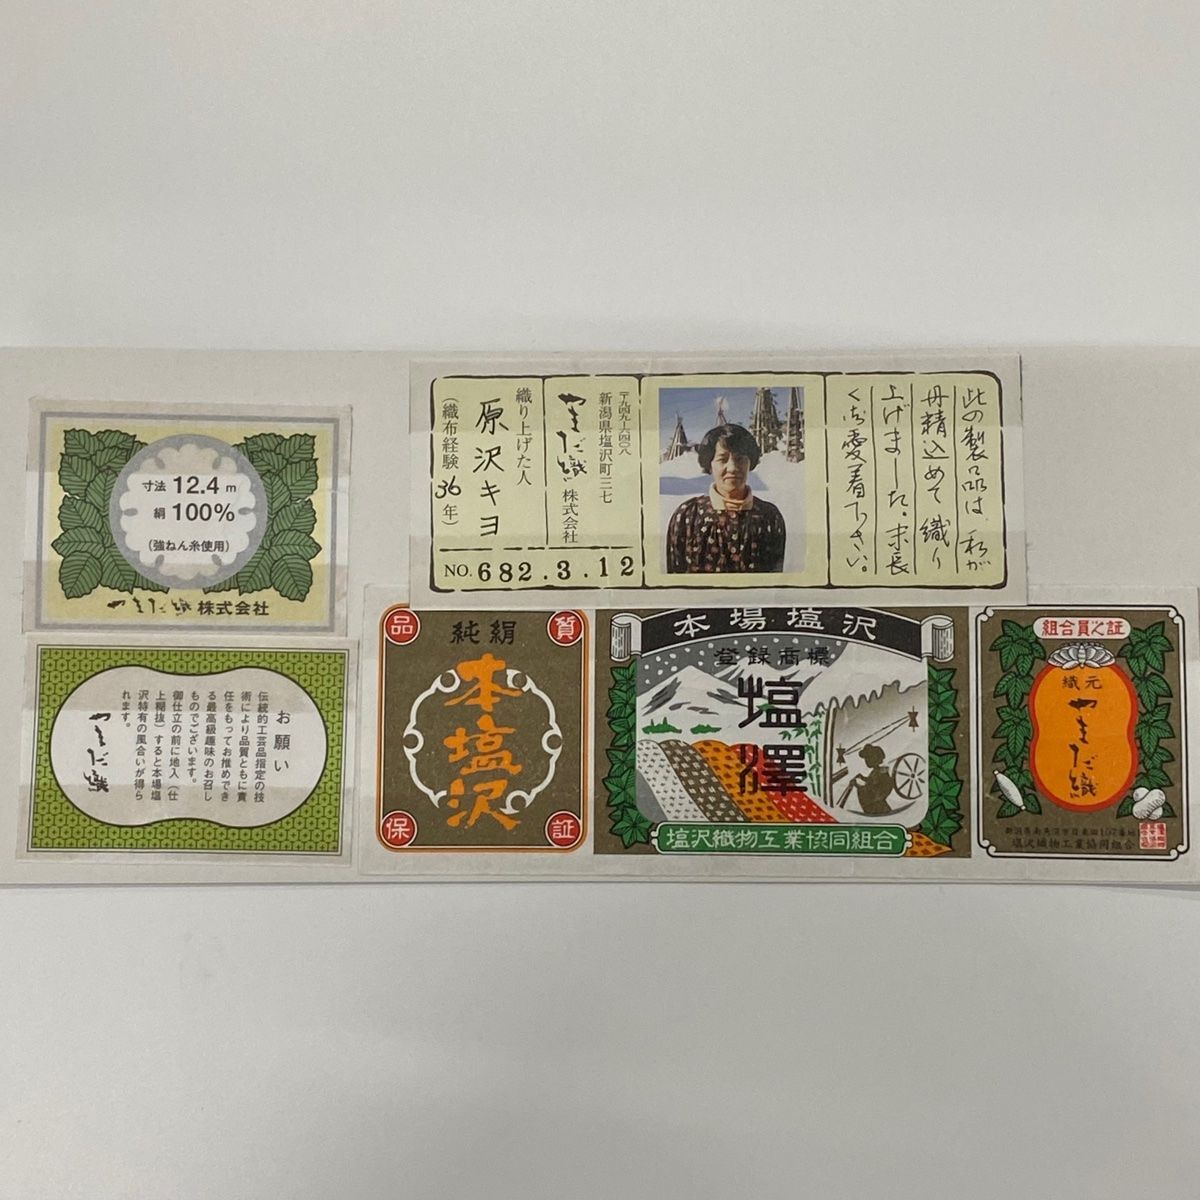 寸法 12.4 m
絹 100%
(強ねん糸使用)
やまだ織 株式会社
お願い
伝統的工芸品指定の技
術により品質ともに責
任をもってお推めでき
る最高級趣味のお召し
ものでございます。
御仕立の前に地入(仕
上糊抜)すると本場塩
沢特有の風合いが得ら
れます。
やまだ織
此の製品は、私が
丹精込めて織り
上げました。末長
くご愛着下さい。
〒九四九ー六四〇八
新潟県塩沢町三七
やまだ織 株式会社
織り上げた人
原沢キヨ
(織布経験36年)
NO. 682.3.12
品質
保証
純絹
本塩沢
本場塩沢
登録商標
塩澤
塩沢織物工業協同組合
組合員之証
織元
やまだ織
塩沢織物工業協同組合